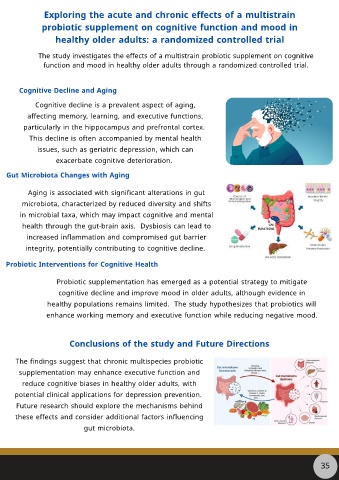 Exploring the acute and chronic effects of a multistrain
probiotic supplement on cognitive function and mood in
healthy older adults: a randomized controlled trial
The study investigates the effects of a multistrain probiotic supplement on cognitive
function and mood in healthy older adults through a randomized controlled trial.
Cognitive Decline and Aging
Cognitive decline is a prevalent aspect of aging,
affecting memory, learning, and executive functions,
particularly in the hippocampus and prefrontal cortex.
This decline is often accompanied by mental health
issues, such as geriatric depression, which can
exacerbate cognitive deterioration.
Gut Microbiota Changes with Aging
Aging is associated with significant alterations in gut
microbiota, characterized by reduced diversity and shifts
in microbial taxa, which may impact cognitive and mental
health through the gut-brain axis. Dysbiosis can lead to
increased inflammation and compromised gut barrier
integrity, potentially contributing to cognitive decline.
FUNCTIONS
Probiotic Interventions for Cognitive Health
Probiotic supplementation has emerged as a potential strategy to mitigate
cognitive decline and improve mood in older adults, although evidence in
healthy populations remains limited. The study hypothesizes that probiotics will
enhance working memory and executive function while reducing negative mood.
Conclusions of the study and Future Directions
The findings suggest that chronic multispecies probiotic
supplementation may enhance executive function and
reduce cognitive biases in healthy older adults, with
potential clinical applications for depression prevention.
Future research should explore the mechanisms behind
these effects and consider additional factors influencing
gut microbiota.
35